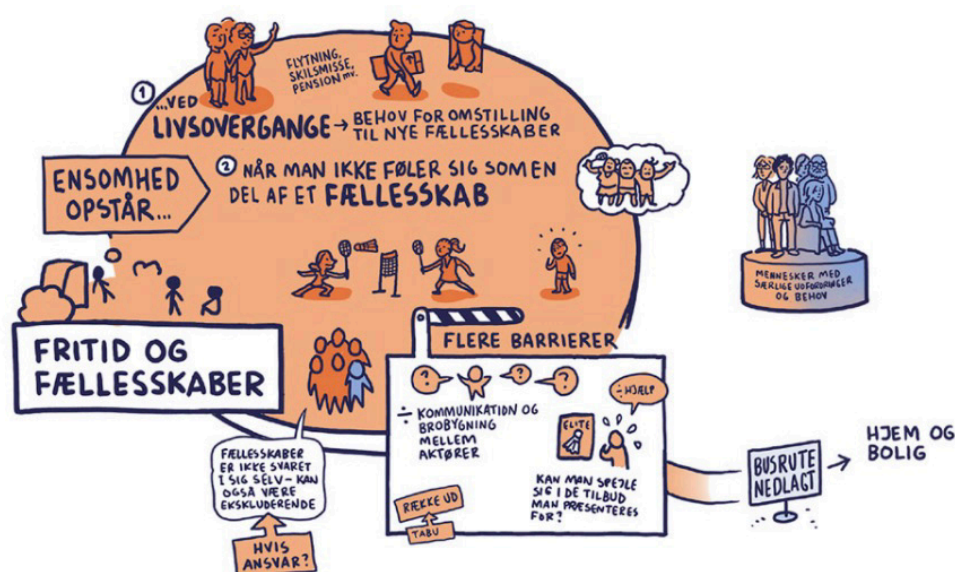 FLYTNING,
SKILSMISSE,
PENSION MV.
1
...VED
LIVSOVERGANGE → BEHOV FOR OMSTILLING
TIL NYE FÆLLESSKABER
ENSOMHED
OPSTÅR...
2 NÅR MAN IKKE FØLER SIG SOM EN
DEL AF ET FÆLLESSKAB
MENNESKER MED
SÆRLIGE UDFORDRINGER
OG BEHOV
FRITID OG
FÆLLESSKABER
FLERE BARRIERER
? ? ?
÷ KOMMUNIKATION OG
BROBYGNING
MELLEM
AKTØRER
÷ HJÆLP
ELITE
KAN MAN SPEJLE
SIG I DE TILBUD
MAN PRÆSENTERES
FOR?
RÆKKE UD
TABU
FÆLLESSKABER
ER IKKE SVARET
I SIG SELV – KAN
OGSÅ VÆRE
EKSKLUDERENDE
HVIS
ANSVAR?
BUSRUTE
NEDLAGT
→ HJEM OG
BOLIG